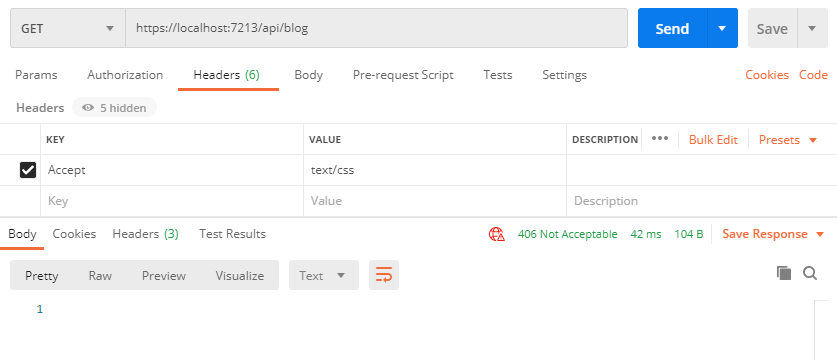 GET https://localhost:7213/api/blog Send Save
Params Authorization Headers (6) Body Pre-request Script Tests Settings Cookies Code
Headers 5 hidden
KEY VALUE DESCRIPTION ••• Bulk Edit Presets
Accept text/css
Key Value Description
Body Cookies Headers (3) Test Results 406 Not Acceptable 42 ms 104 B Save Response
Pretty Raw Preview Visualize Text
1